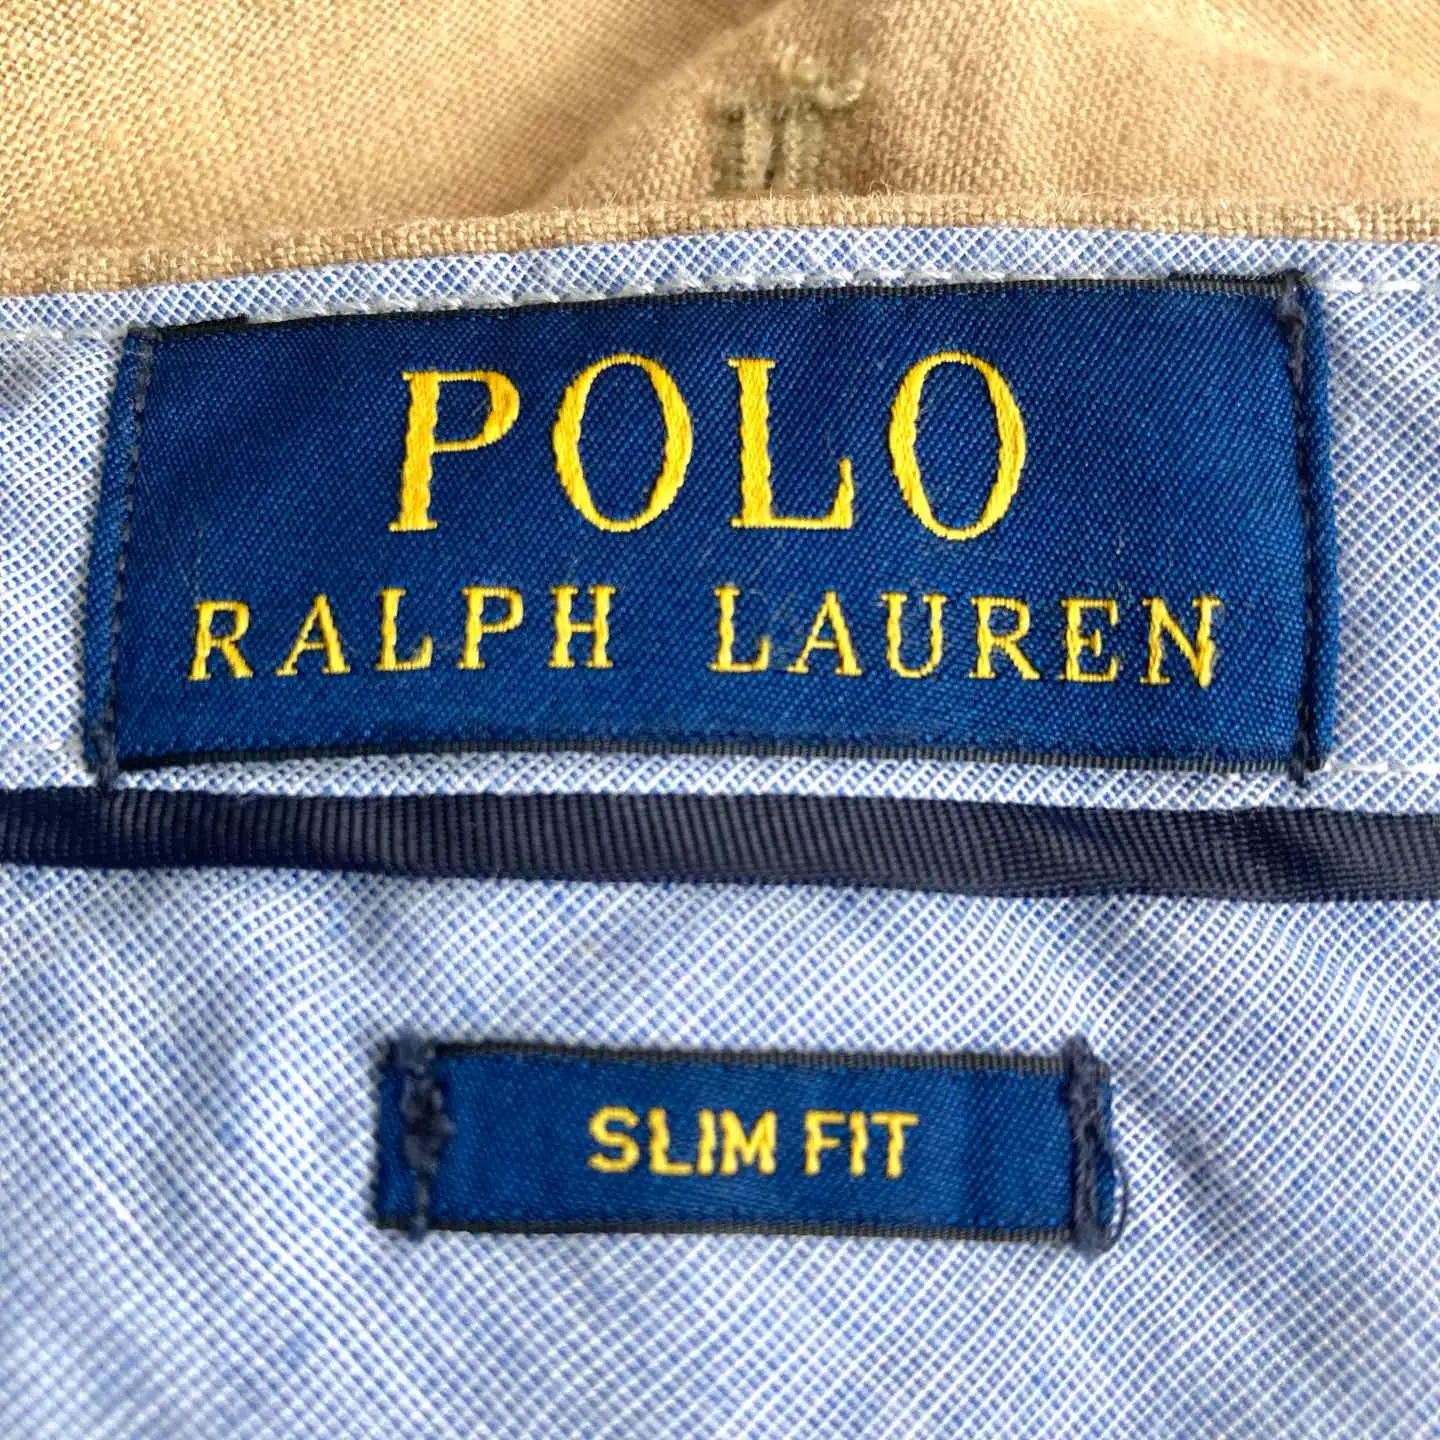 POLO
RALPH LAUREN
SLIM FIT